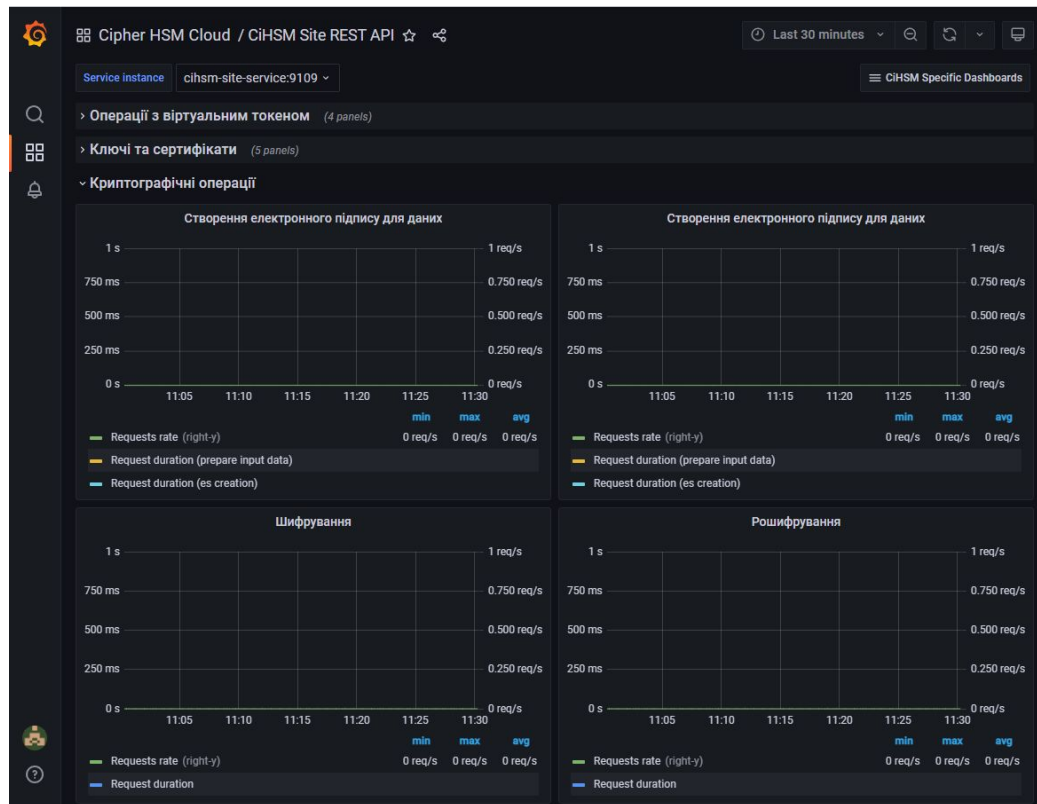 Cipher HSM Cloud / CiHSM Site REST API
Last 30 minutes
Service instance cihsm-site-service:9109
CiHSM Specific Dashboards
Операції з віртуальним токеном (4 panels)
Ключі та сертифікати (5 panels)
Криптографічні операції
Створення електронного підпису для даних
1 s 1 req/s
750 ms 0.750 req/s
500 ms 0.500 req/s
250 ms 0.250 req/s
0 s 0 req/s
11:05 11:10 11:15 11:20 11:25 11:30
min max avg
Requests rate (right-y) 0 req/s 0 req/s 0 req/s
Request duration (prepare input data)
Request duration (es creation)
Створення електронного підпису для даних
1 s 1 req/s
750 ms 0.750 req/s
500 ms 0.500 req/s
250 ms 0.250 req/s
0 s 0 req/s
11:05 11:10 11:15 11:20 11:25 11:30
min max avg
Requests rate (right-y) 0 req/s 0 req/s 0 req/s
Request duration (prepare input data)
Request duration (es creation)
Шифрування
1 s 1 req/s
750 ms 0.750 req/s
500 ms 0.500 req/s
250 ms 0.250 req/s
0 s 0 req/s
11:05 11:10 11:15 11:20 11:25 11:30
min max avg
Requests rate (right-y) 0 req/s 0 req/s 0 req/s
Request duration
Рошифрування
1 s 1 req/s
750 ms 0.750 req/s
500 ms 0.500 req/s
250 ms 0.250 req/s
0 s 0 req/s
11:05 11:10 11:15 11:20 11:25 11:30
min max avg
Requests rate (right-y) 0 req/s 0 req/s 0 req/s
Request duration